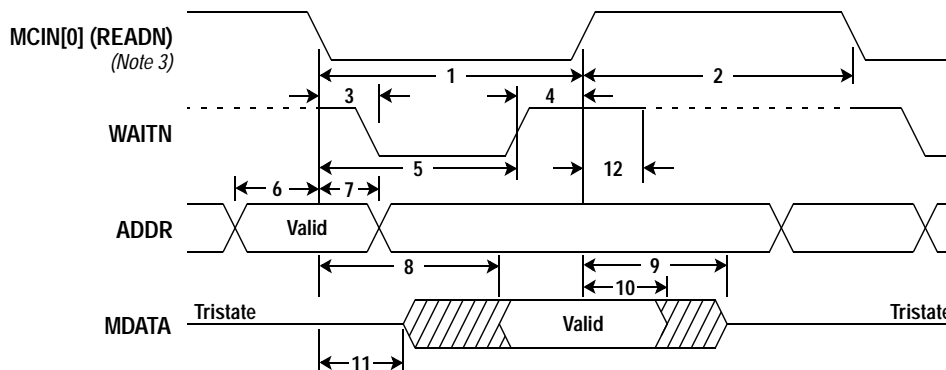 MCIN[0] (READN)
(Note 3)
1
2
3
4
WAITN
5
12
6
7
ADDR
Valid
8
9
10
Tristate
Valid
Tristate
MDATA
11